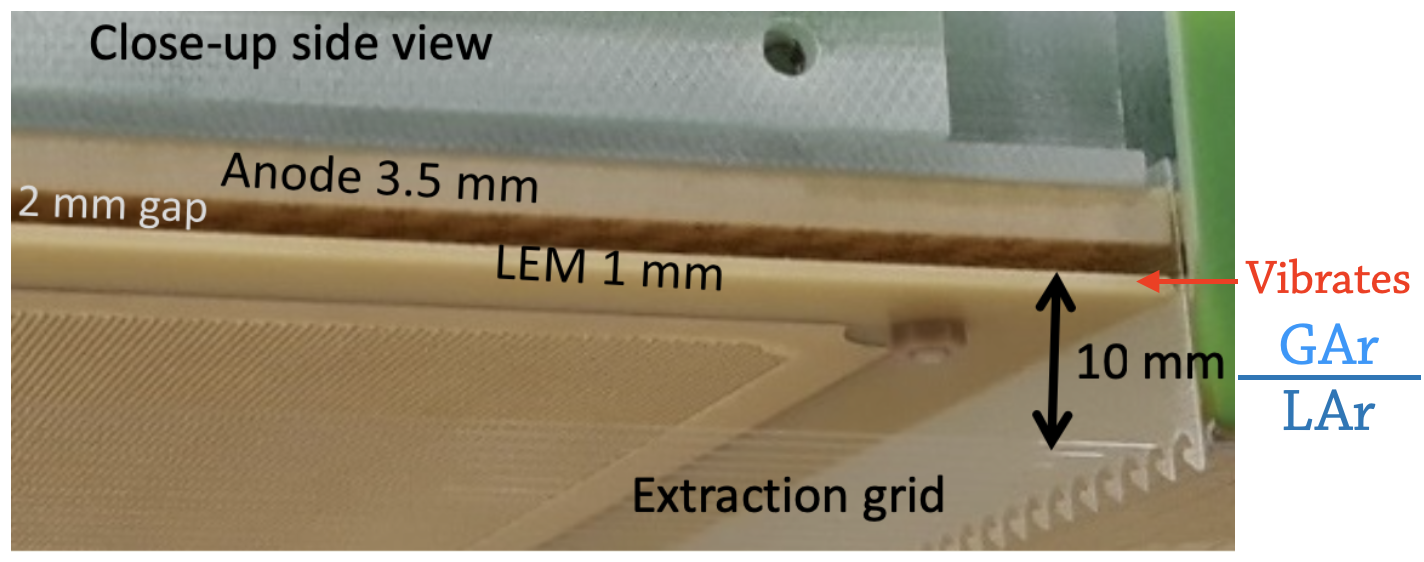 Close-up side view
Anode 3.5 mm
2 mm gap
LEM 1 mm
Vibrates
GAr
10 mm
LAr
Extraction grid